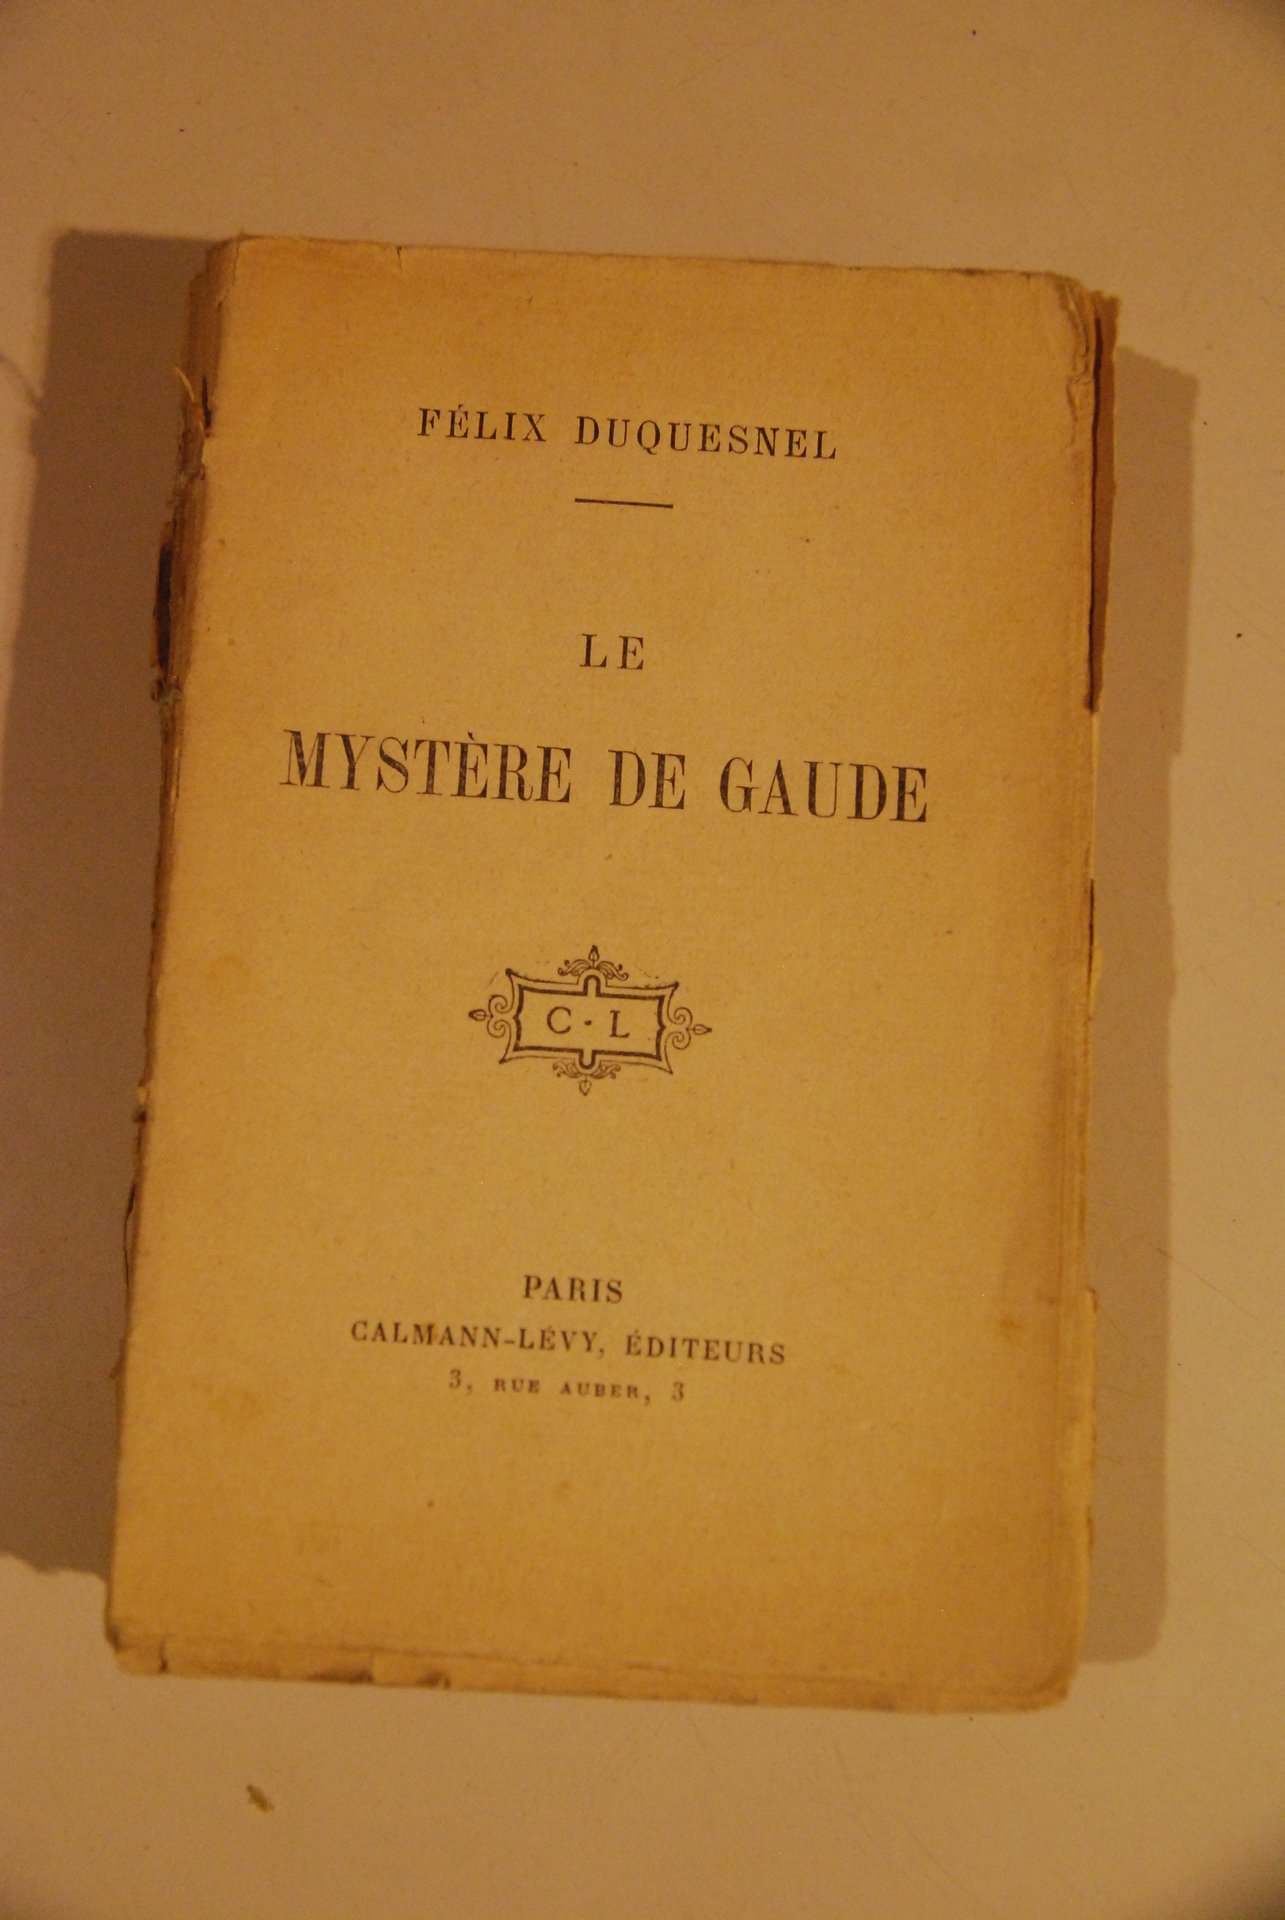 FÉLIX DUQUESNEL
LE
MYSTÈRE DE GAUDE
C · L
PARIS
CALMANN-LÉVY, ÉDITEURS
3, RUE AUBER, 3